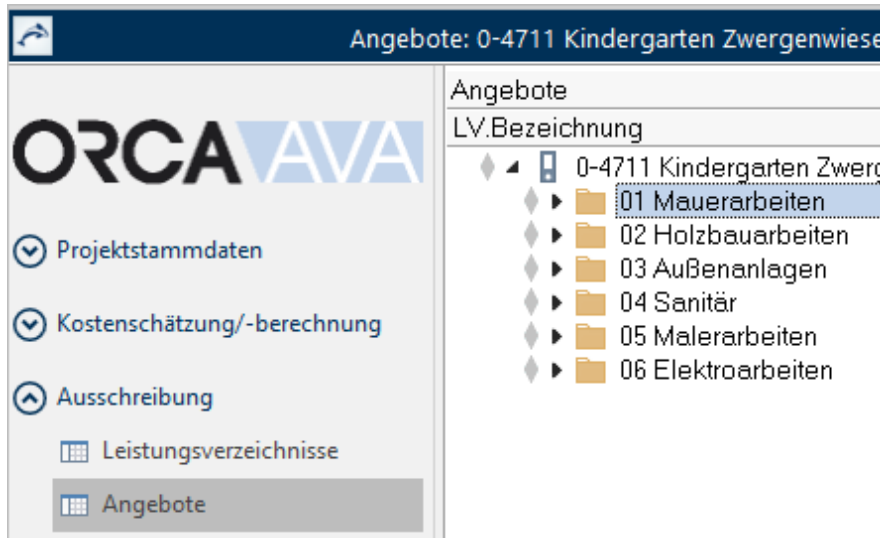 Angebote: 0-4711 Kindergarten Zwergenwiese
ORCA AVA
Projektstammdaten
Kostenschätzung/-berechnung
Ausschreibung
Leistungsverzeichnisse
Angebote
Angebote
LV.Bezeichnung
0-4711 Kindergarten Zwerg
01 Mauerarbeiten
02 Holzbauarbeiten
03 Außenanlagen
04 Sanitär
05 Malerarbeiten
06 Elektroarbeiten